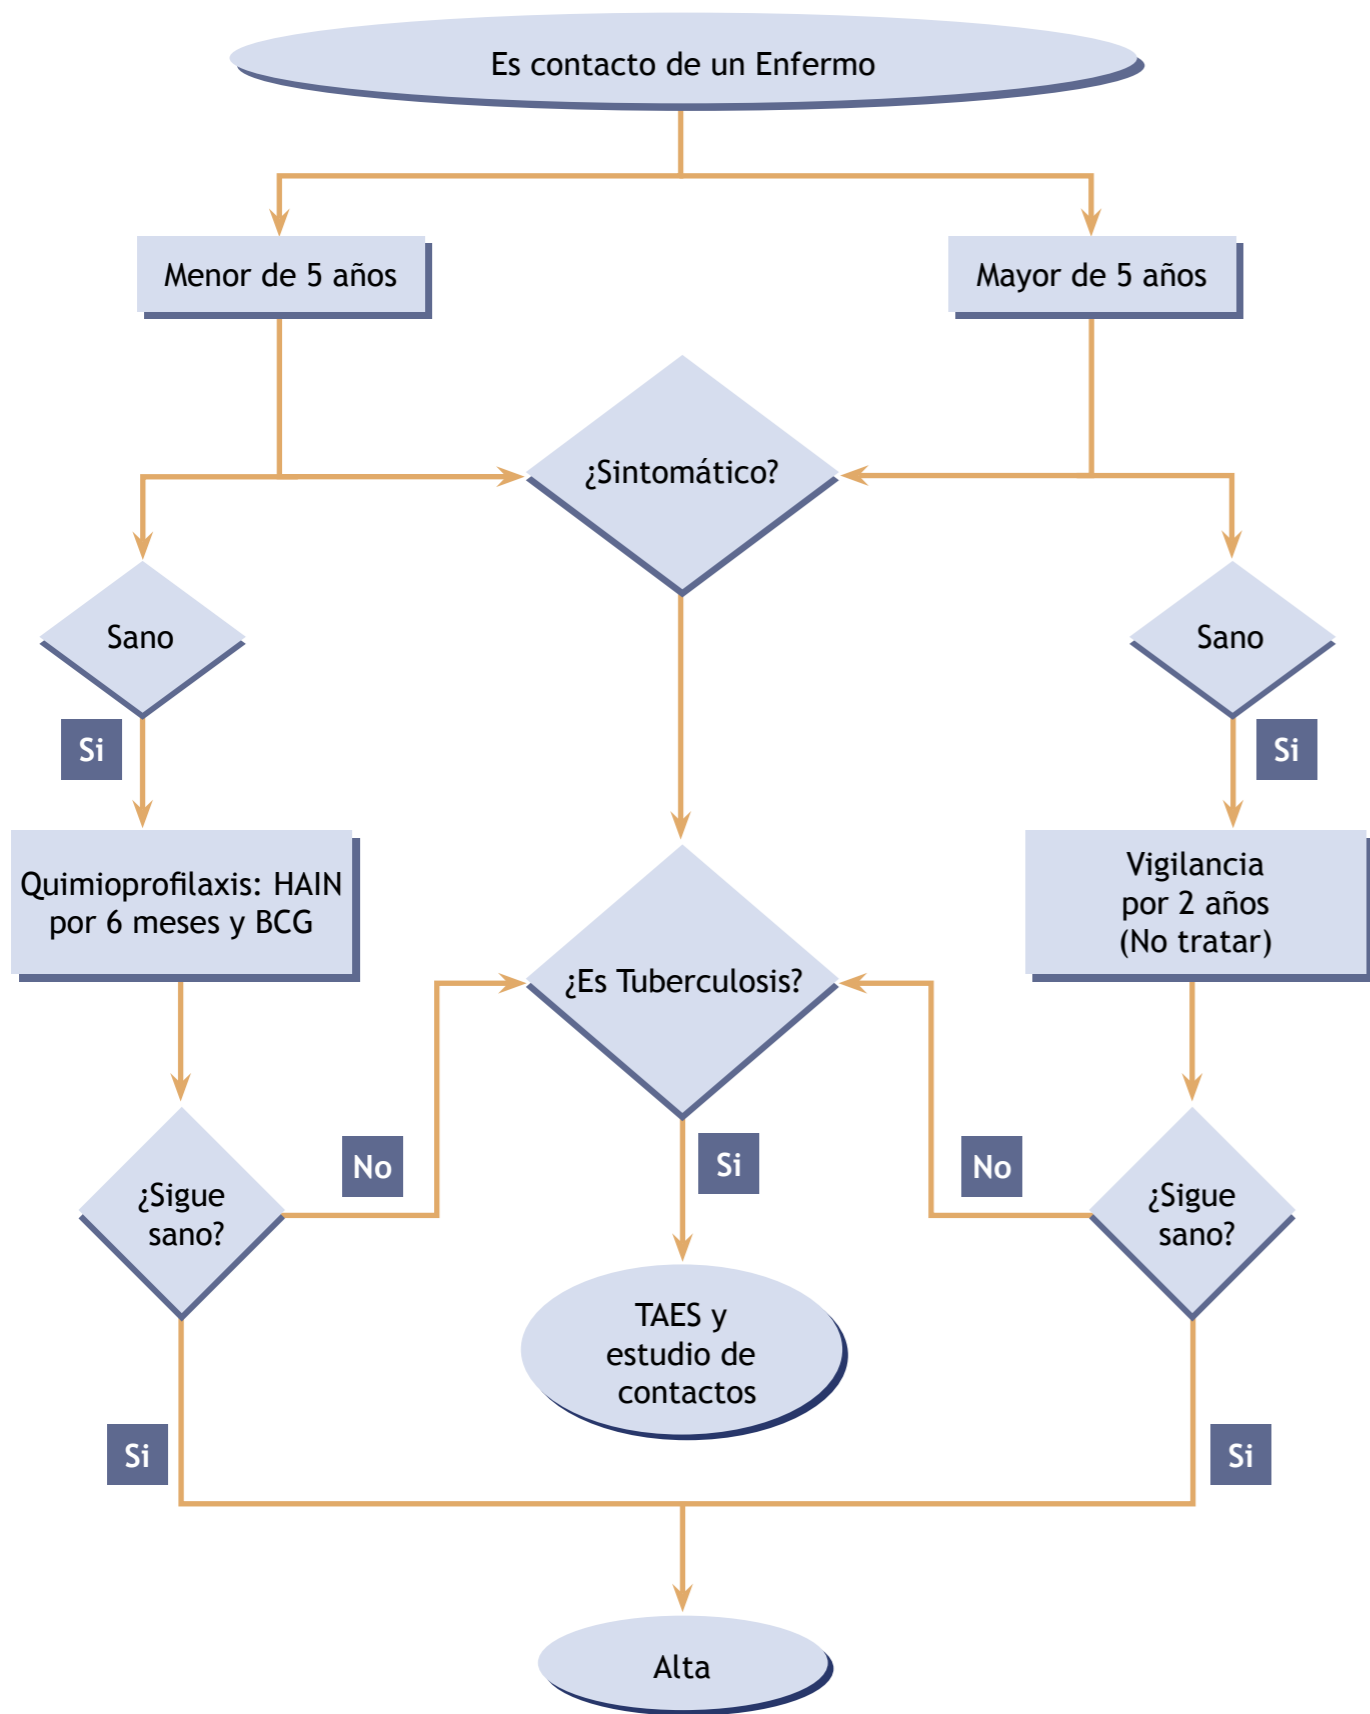 Es contacto de un Enfermo
Menor de 5 años
Mayor de 5 años
¿Sintomático?
Sano
Sano
Si
Si
Quimioprofilaxis: HAIN
por 6 meses y BCG
Vigilancia
por 2 años
(No tratar)
¿Es Tuberculosis?
No
Si
No
¿Sigue
sano?
¿Sigue
sano?
TAES y
estudio de
contactos
Si
Si
Alta